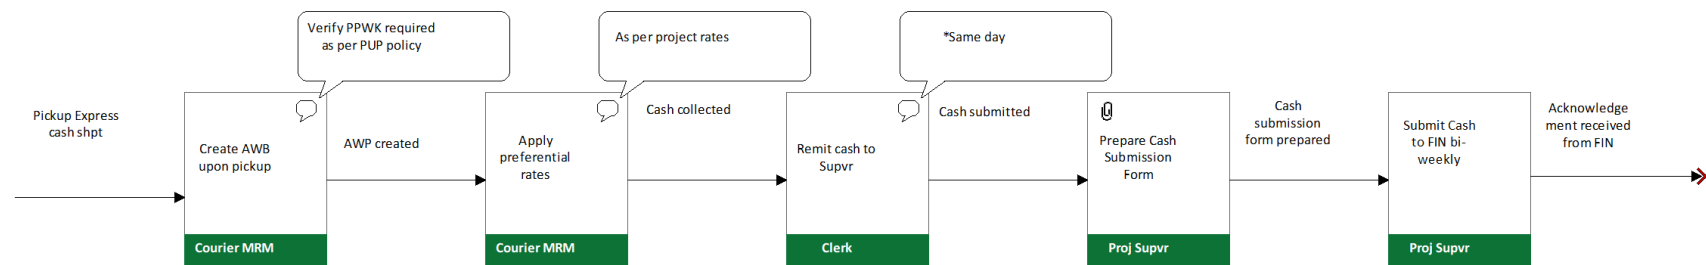 Verify PPWK required
as per PUP policy
As per project rates
*Same day
Pickup Express
cash shpt
Create AWB
upon pickup
Courier MRM
AWP created
Apply
preferential
rates
Courier MRM
Cash collected
Remit cash to
Supvr
Clerk
Cash submitted
Prepare Cash
Submission
Form
Proj Supvr
Cash
submission
form prepared
Submit Cash
to FIN bi-
weekly
Proj Supvr
Acknowledge
ment received
from FIN